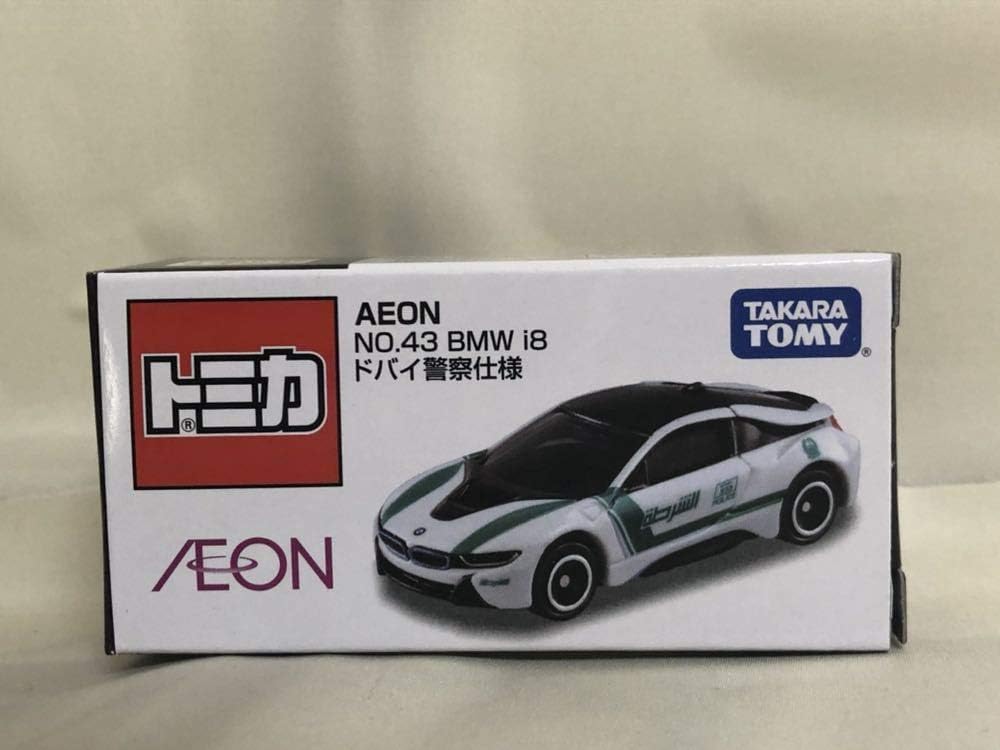 AEON
NO.43 BMW i8
ドバイ警察仕様
TAKARA
TOMY
®
トミカ
®
الشرطة
POLICE
AEON